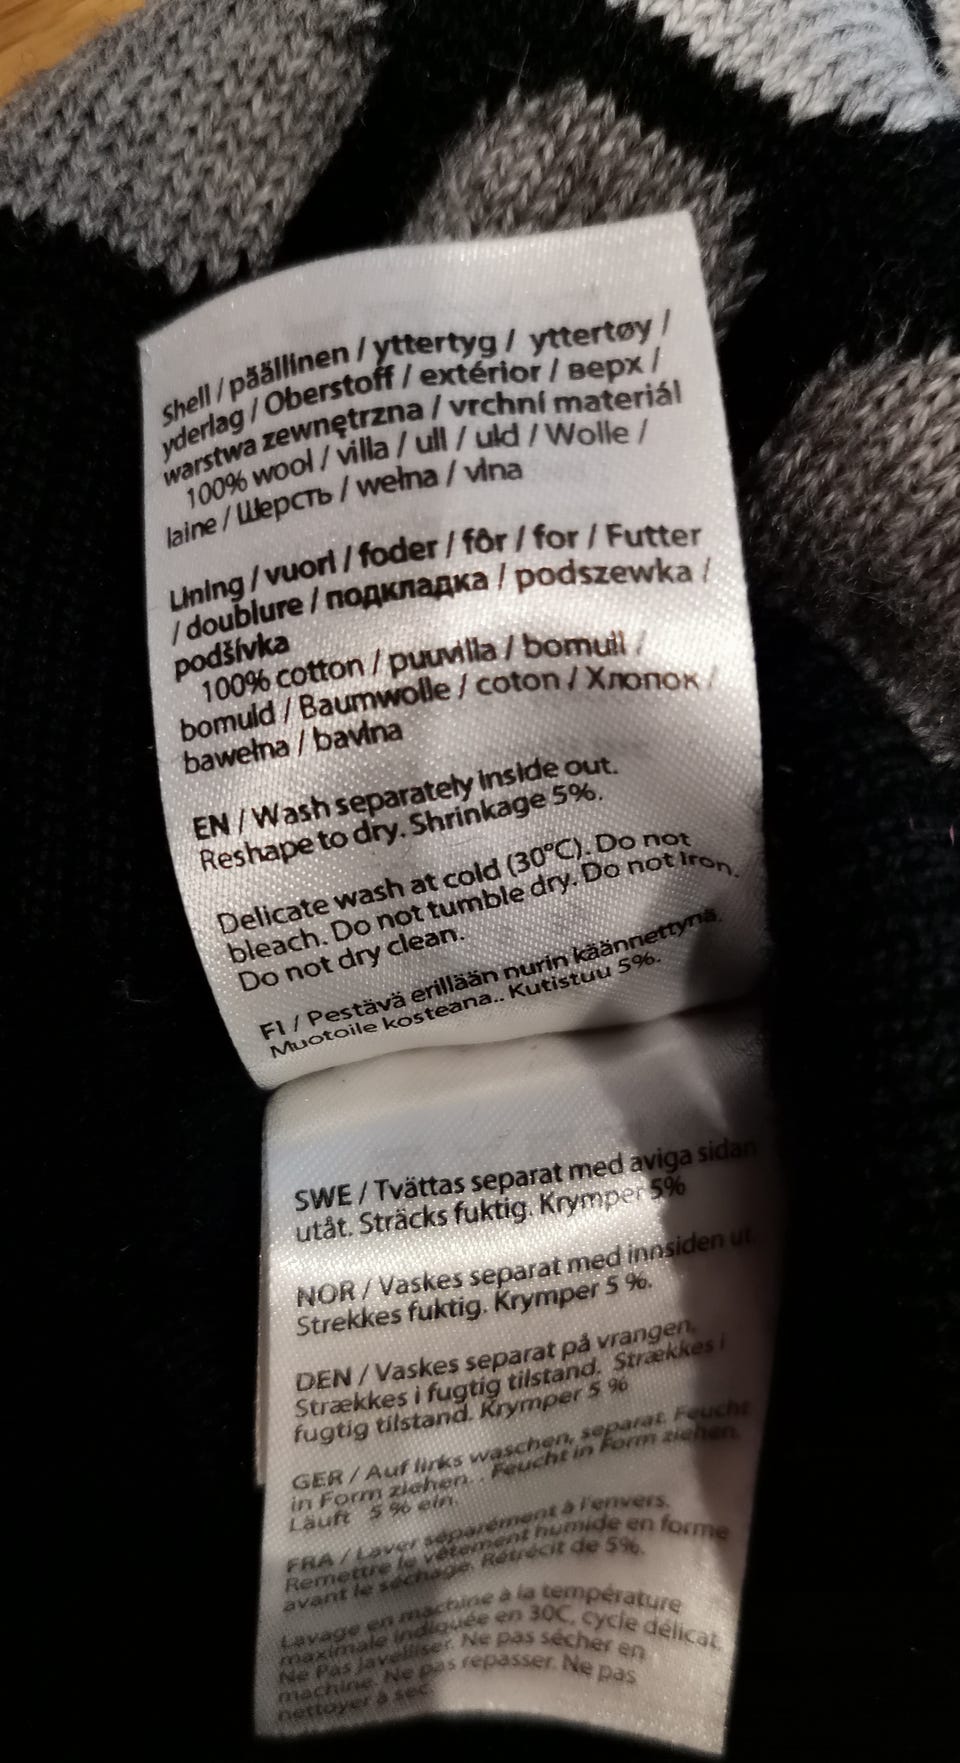 Shell / päällinen / yttertyg / yttertøy /
yderlag / Oberstoff / extérior / верх /
warstwa zewnętrzna / vrchní materiál
100% wool / villa / ull / uld / Wolle /
laine / Шерсть / wełna / vlna
Lining / vuori / foder / fôr / for / Futter
/ doublure / подкладка / podszewka /
podšívka
100% cotton / puuvilla / bomull /
bomuld / Baumwolle / coton / Хлопок /
bawełna / bavlna
EN / Wash separately inside out.
Reshape to dry. Shrinkage 5%.
Delicate wash at cold (30°C). Do not
bleach. Do not tumble dry. Do not Iron.
Do not dry clean.
FI / Pestävä erillään nurin käännettynä.
Muotoile kosteana.. Kutistuu 5%.
SWE / Tvättas separat med aviga sidan
utåt. Sträcks fuktig. Krymper 5%
NOR / Vaskes separat med innsiden ut.
Strekkes fuktig. Krymper 5 %.
DEN / Vaskes separat på vrangen.
Strækkes i fugtig tilstand. Strækkes i
fugtig tilstand. Krymper 5 %
GER / Auf links waschen, separat. Feucht
in Form ziehen. . Feucht in Form ziehen.
Läuft 5 % ein.
FRA / Laver séparément à l'envers.
Remettre le vêtement humide en forme
avant le séchage. Rétrécit de 5%.
Lavage en machine à la température
maximale indiquée en 30C, cycle délicat.
Ne Pas javelliser. Ne pas sécher en
machine. Ne pas repasser. Ne pas
nettoyer à sec.